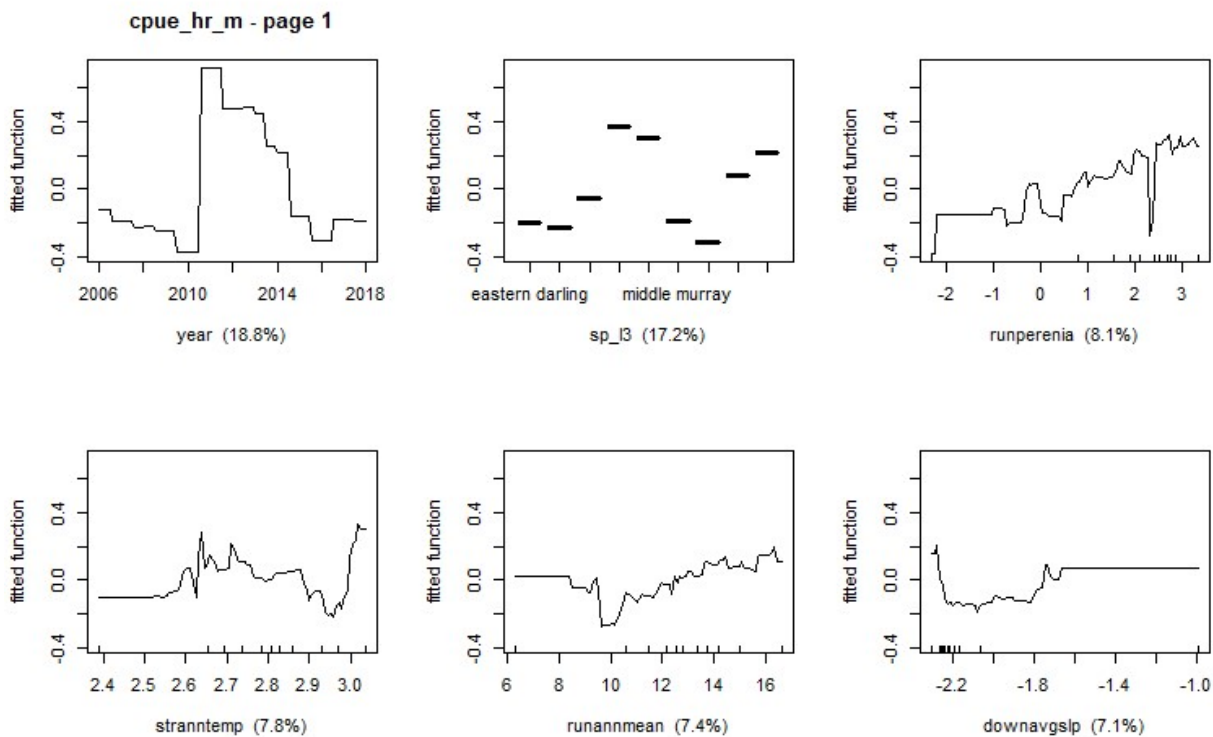 cpue_hr_m - page 1
fitted function
-0.4 0.0 0.4
2006 2010 2014 2018
year (18.8%)
fitted function
-0.4 0.0 0.4
eastern darling middle murray
sp_l3 (17.2%)
fitted function
-0.4 0.0 0.4
-2 -1 0 1 2 3
runperenia (8.1%)
fitted function
-0.4 0.0 0.4
2.4 2.5 2.6 2.7 2.8 2.9 3.0
stranntemp (7.8%)
fitted function
-0.4 0.0 0.4
6 8 10 12 14 16
runannmean (7.4%)
fitted function
-0.4 0.0 0.4
-2.2 -1.8 -1.4 -1.0
downavgslp (7.1%)